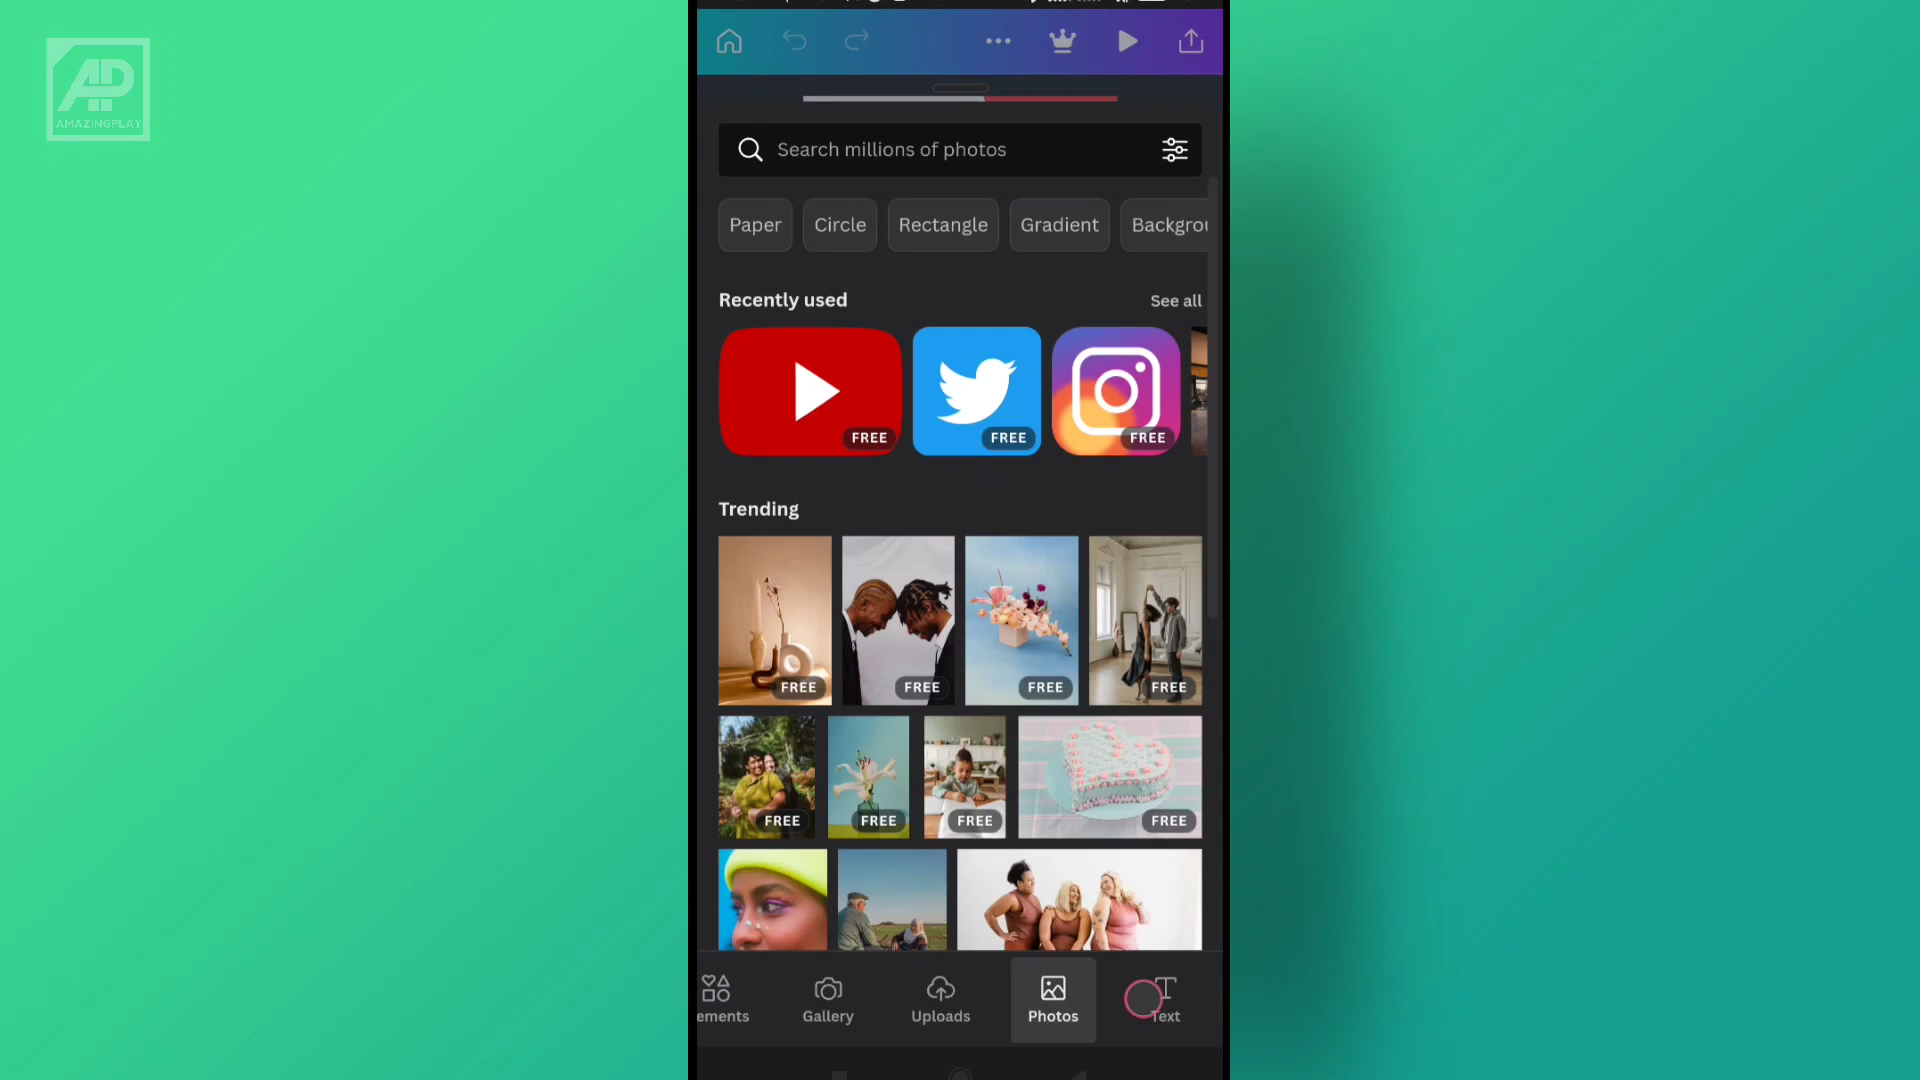 AMAZINGPLAY
Search millions of photos
Paper Circle Rectangle Gradient Backgrou
Recently used See all
FREE FREE FREE
Trending
FREE FREE FREE FREE
FREE FREE FREE FREE
ements Gallery Uploads Photos Text